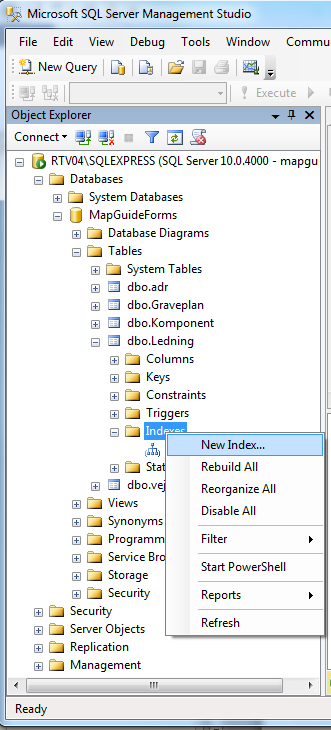 Microsoft SQL Server Management Studio
File Edit View Debug Tools Window Commu
New Query
Execute
Object Explorer
Connect
RTV04\SQLEXPRESS (SQL Server 10.0.4000 - mapgu
Databases
System Databases
MapGuideForms
Database Diagrams
Tables
System Tables
dbo.adr
dbo.Graveplan
dbo.Komponent
dbo.Ledning
Columns
Keys
Constraints
Triggers
Indexes
New Index...
Rebuild All
Stat
Reorganize All
dbo.vej
Disable All
Views
Synonyms
Filter
Programm
Service Bro
Start PowerShell
Storage
Security
Reports
Security
Refresh
Server Objects
Replication
Management
Ready